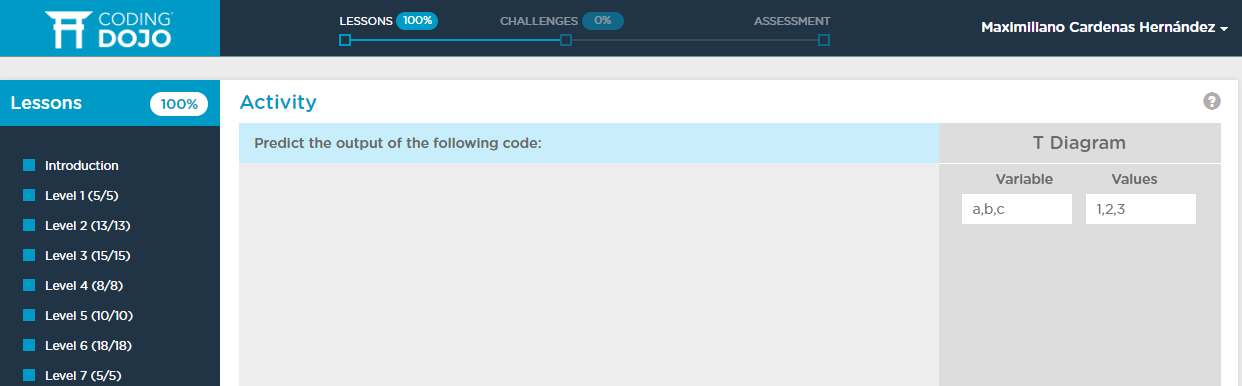 CODING DOJO
LESSONS 100% CHALLENGES 0% ASSESSMENT
Maximiliano Cardenas Hernández
Lessons 100%
Introduction
Level 1 (5/5)
Level 2 (13/13)
Level 3 (15/15)
Level 4 (8/8)
Level 5 (10/10)
Level 6 (18/18)
Level 7 (5/5)
Activity ?
Predict the output of the following code:
T Diagram
Variable Values
a,b,c 1,2,3